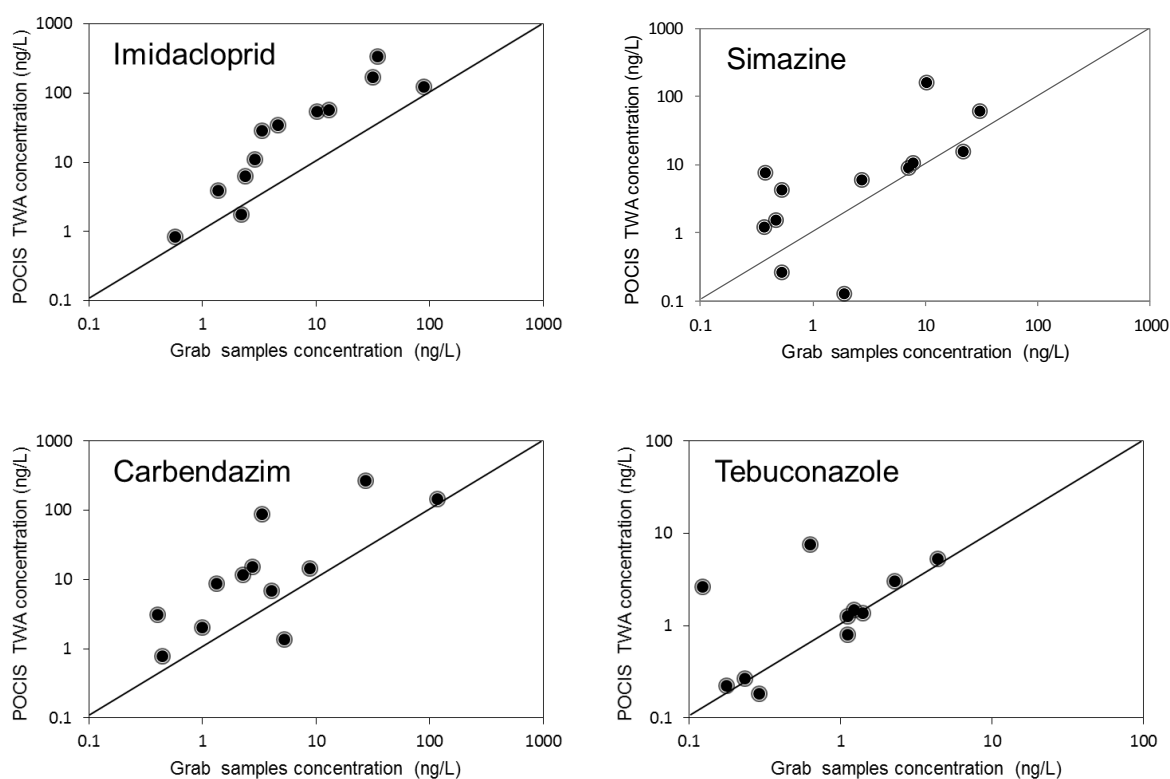 Imidacloprid
POCIS TWA concentration (ng/L)
1000
100
10
1
0.1
0.1 1 10 100 1000
Grab samples concentration (ng/L)
Simazine
POCIS TWA concentration (ng/L)
1000
100
10
1
0.1
0.1 1 10 100 1000
Grab samples concentration (ng/L)
Carbendazim
POCIS TWA concentration (ng/L)
1000
100
10
1
0.1
0.1 1 10 100 1000
Grab samples concentration (ng/L)
Tebuconazole
POCIS TWA concentration (ng/L)
100
10
1
0.1
0.1 1 10 100
Grab samples concentration (ng/L)